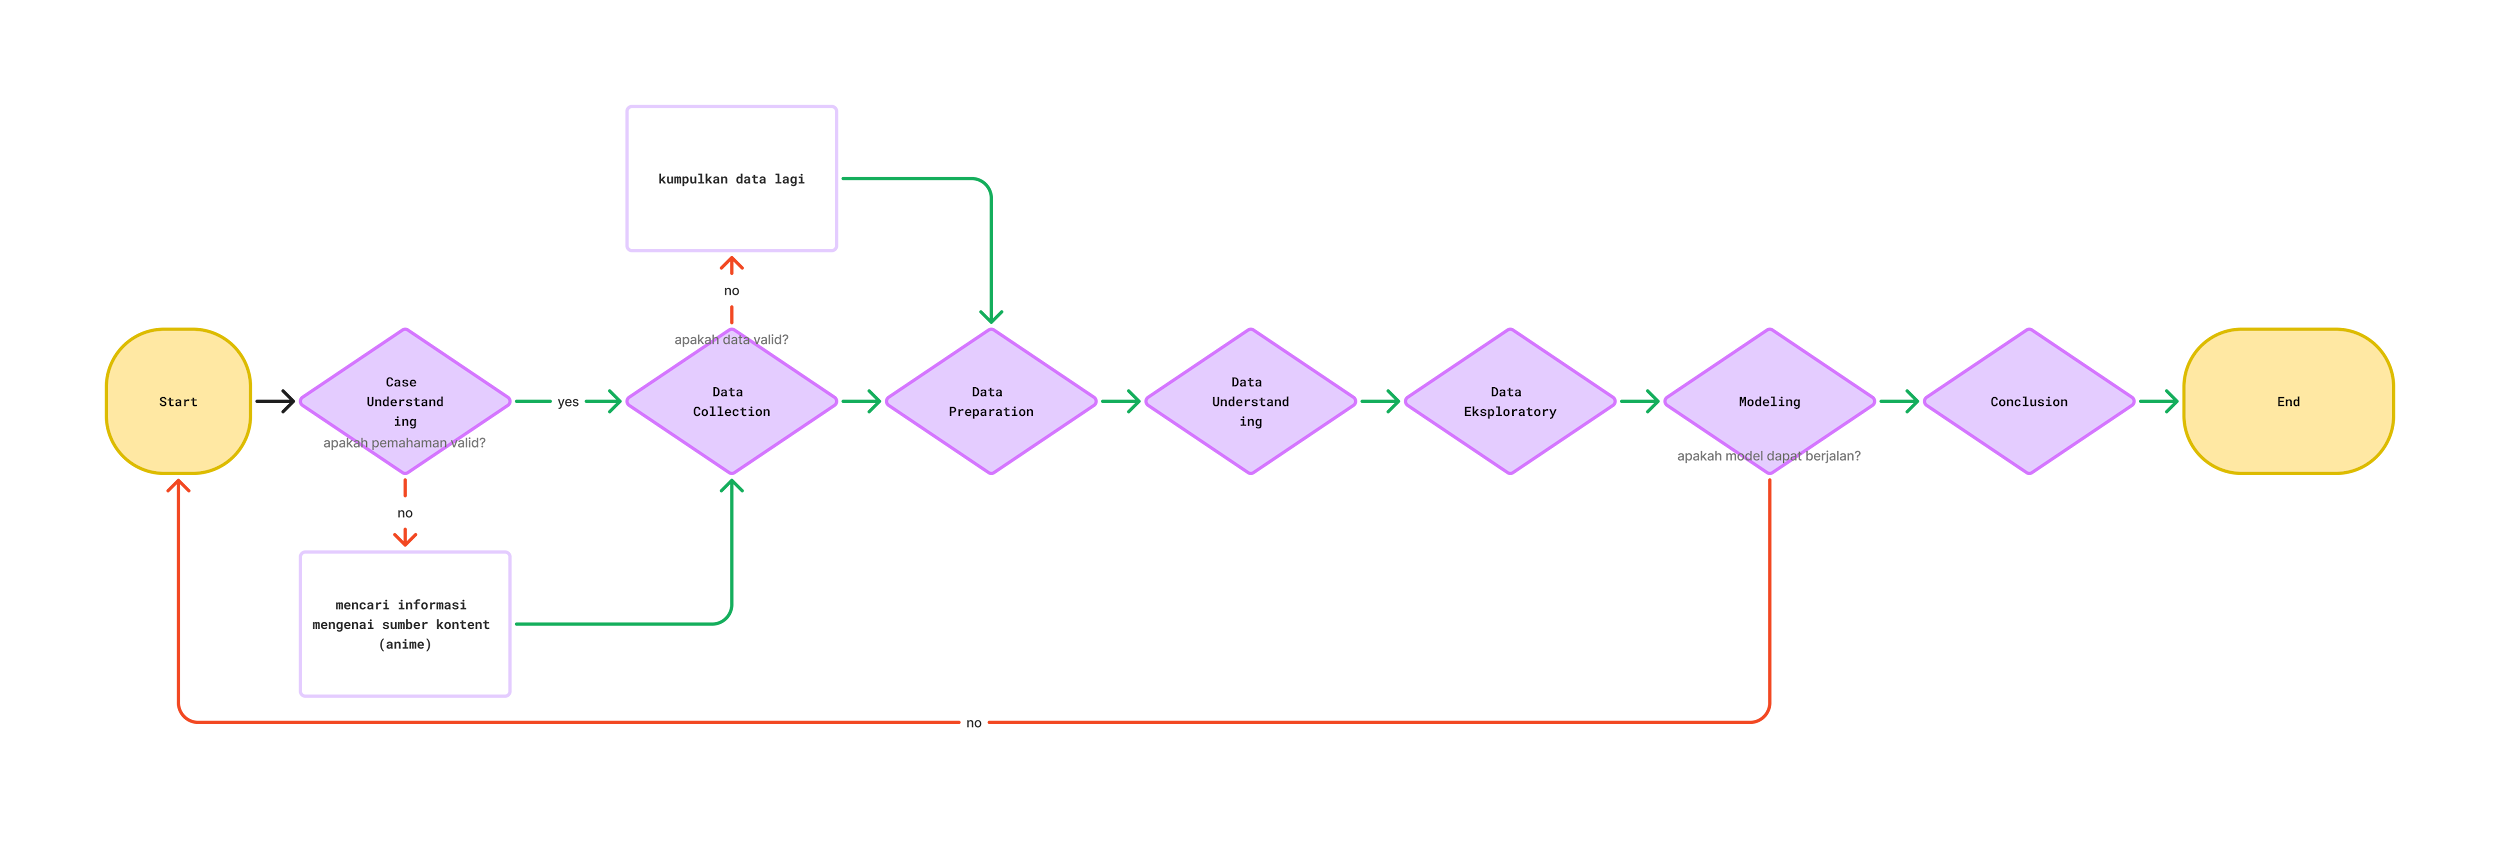 kumpulkan data lagi
no
apakah data valid?
Start
Case
Understand
ing
apakah pemahaman valid?
yes
Data
Collection
Data
Preparation
Data
Understand
ing
Data
Eksploratory
Modeling
apakah model dapat berjalan?
Conclusion
End
no
mencari informasi
mengenai sumber kontent
(anime)
no